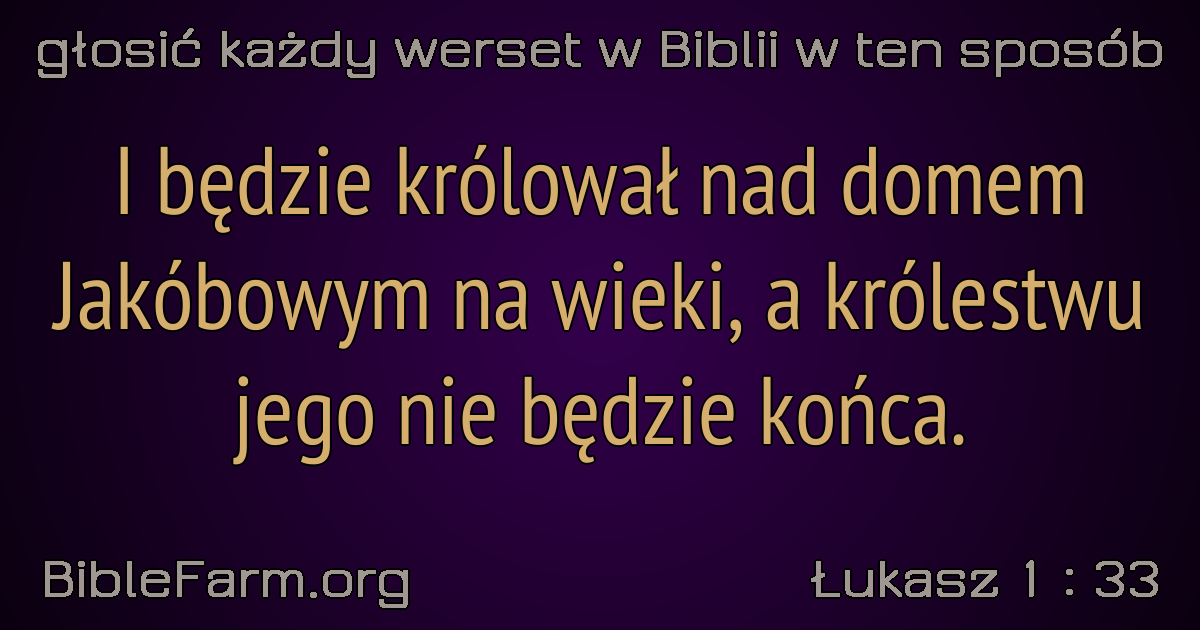 głosić każdy werset w Biblii w ten sposób
I będzie królował nad domem
Jakóbowym na wieki, a królestwu
jego nie będzie końca.
BibleFarm.org
Łukasz 1 : 33